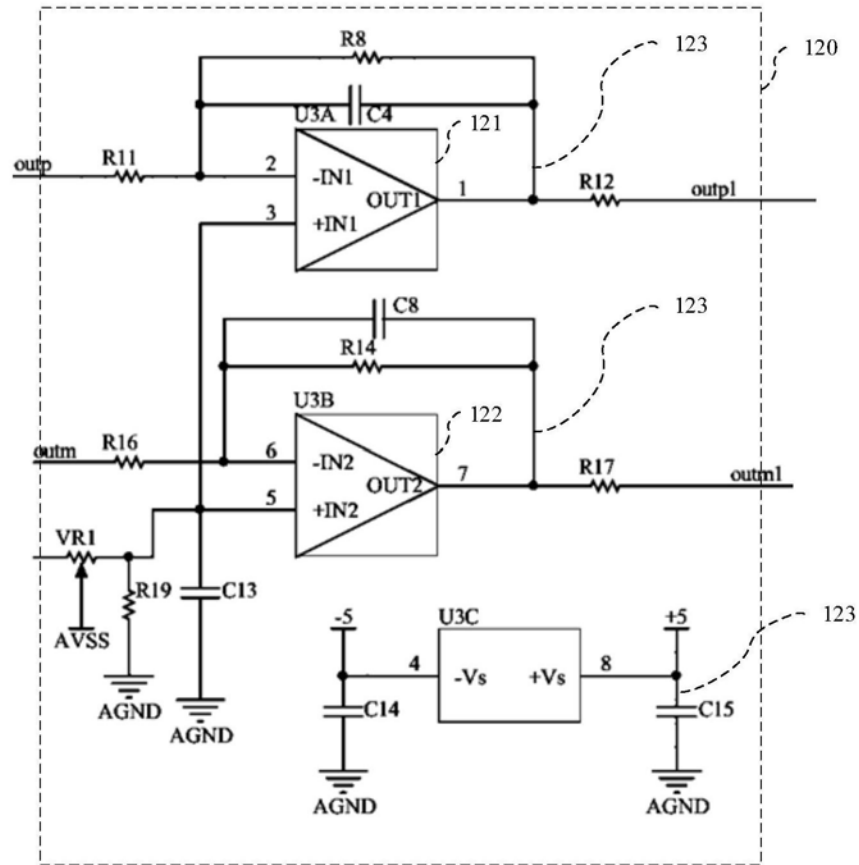 R8
123
120
U3A
C4
121
outp
R11
2
-IN1
OUT1
1
R12
outp1
3
+IN1
C8
123
R14
U3B
122
outm
R16
6
-IN2
OUT2
7
R17
outm1
5
+IN2
VR1
R19
C13
AVSS
AGND
AGND
-5
U3C
+5
123
4
-Vs
+Vs
8
C14
C15
AGND
AGND